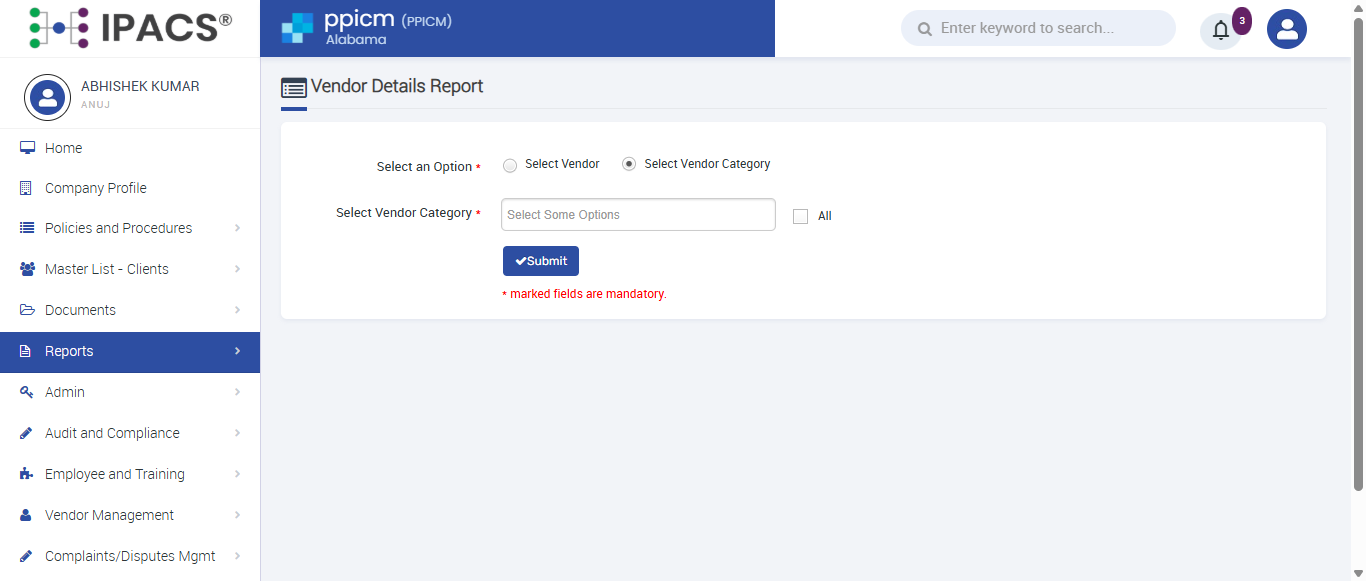 IPACS®
ppicm (PPICM)
Alabama
Enter keyword to search...
3
ABHISHEK KUMAR
ANUJ
Home
Company Profile
Policies and Procedures
Master List - Clients
Documents
Reports
Admin
Audit and Compliance
Employee and Training
Vendor Management
Complaints/Disputes Mgmt
Vendor Details Report
Select an Option * Select Vendor Select Vendor Category
Select Vendor Category * Select Some Options All
Submit
* marked fields are mandatory.